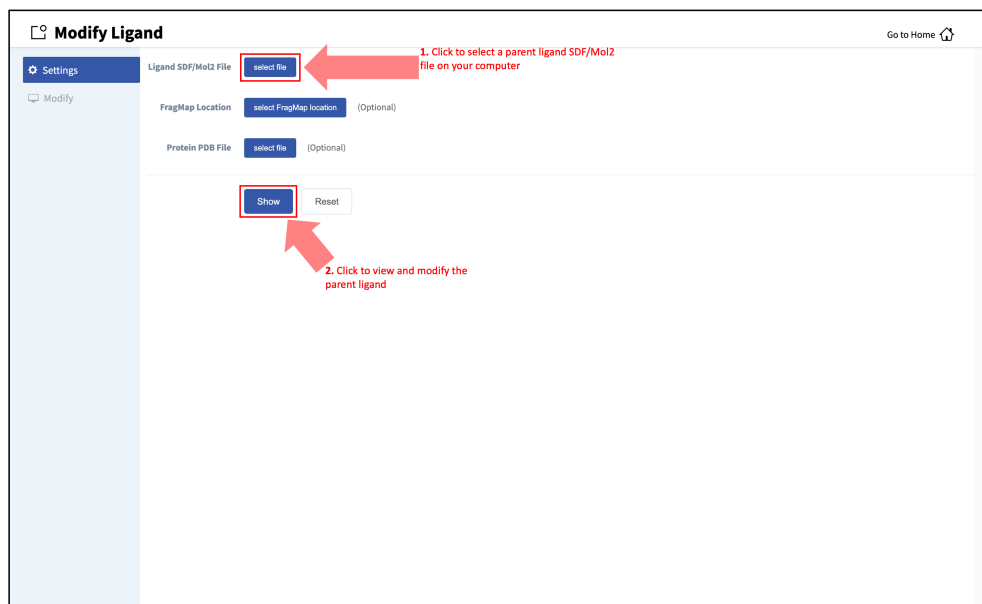 Modify Ligand
Go to Home
Settings
Modify
Ligand SDF/Mol2 File select file
1. Click to select a parent ligand SDF/Mol2
file on your computer
FragMap Location select FragMap location (Optional)
Protein PDB File select file (Optional)
Show Reset
2. Click to view and modify the
parent ligand